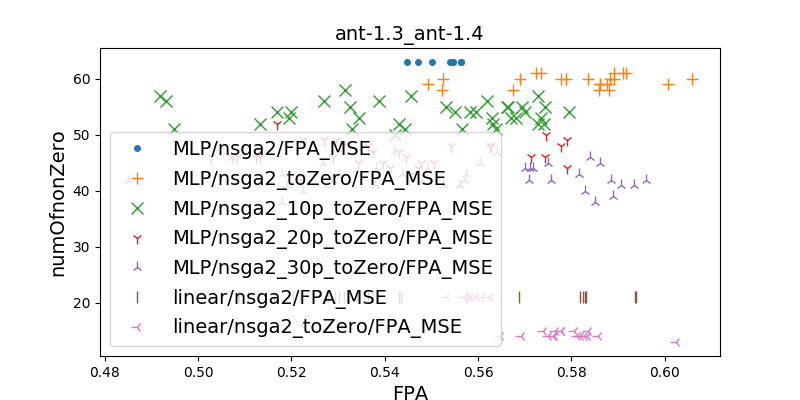 ant-1.3_ant-1.4
numOfnonZero
60
50
40
30
20
MLP/nsga2/FPA_MSE
MLP/nsga2_toZero/FPA_MSE
MLP/nsga2_10p_toZero/FPA_MSE
MLP/nsga2_20p_toZero/FPA_MSE
MLP/nsga2_30p_toZero/FPA_MSE
linear/nsga2/FPA_MSE
linear/nsga2_toZero/FPA_MSE
0.48 0.50 0.52 0.54 0.56 0.58 0.60
FPA